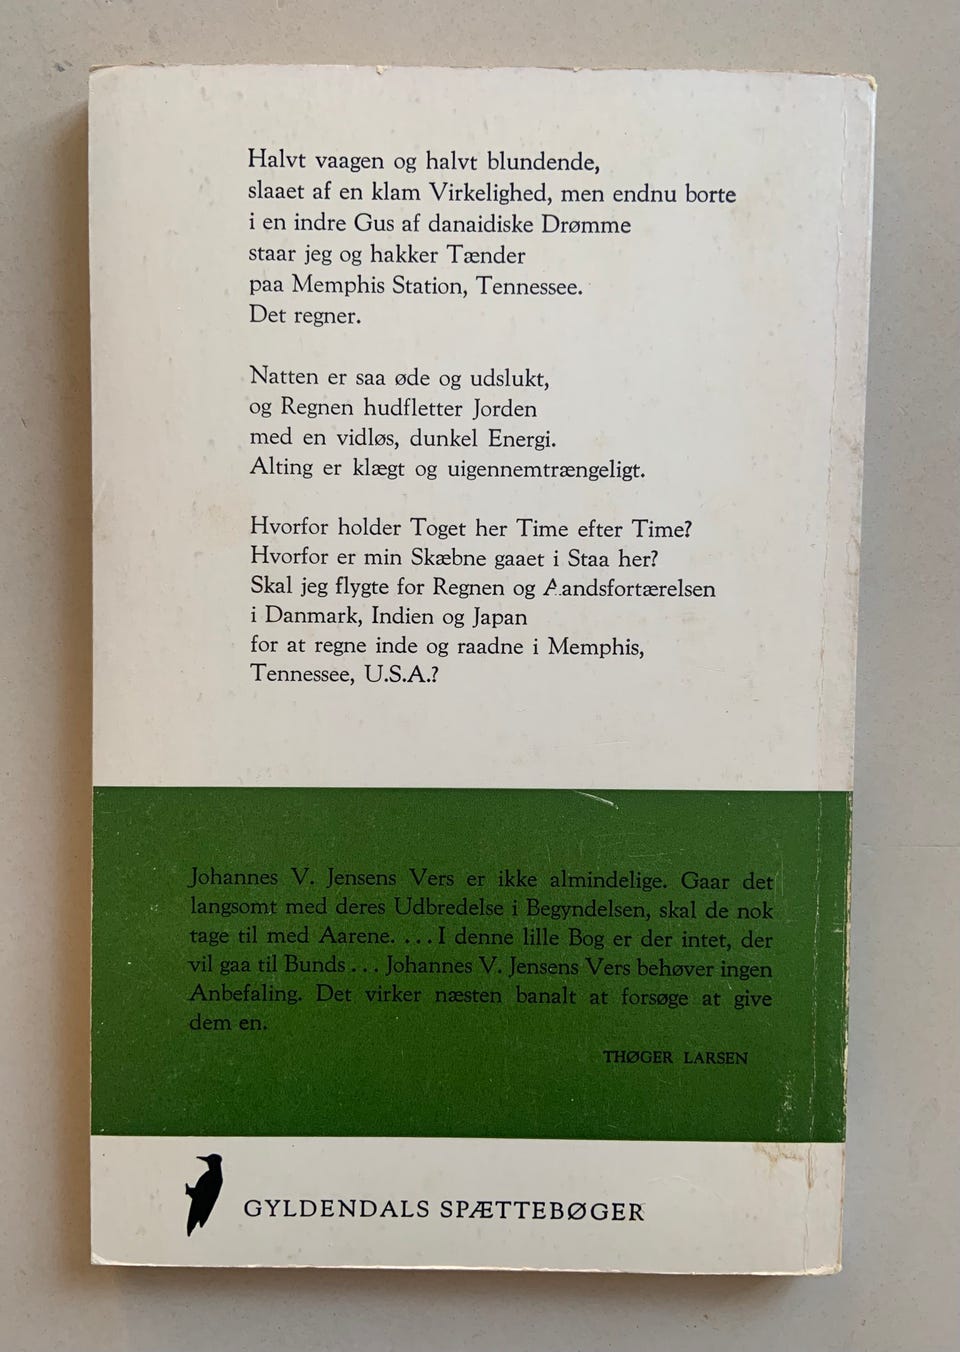 Halvt vaagen og halvt blundende,
slaaet af en klam Virkelighed, men endnu borte
i en indre Gus af danaidiske Drømme
staar jeg og hakker Tænder
paa Memphis Station, Tennessee.
Det regner.
Natten er saa øde og udslukt,
og Regnen hudfletter Jorden
med en vidløs, dunkel Energi.
Alting er klægt og uigennemtrængeligt.
Hvorfor holder Toget her Time efter Time?
Hvorfor er min Skæbne gaaet i Staa her?
Skal jeg flygte for Regnen og Aandsfortærelsen
i Danmark, Indien og Japan
for at regne inde og raadne i Memphis,
Tennessee, U.S.A.?
Johannes V. Jensens Vers er ikke almindelige. Gaar det
langsomt med deres Udbredelse i Begyndelsen, skal de nok
tage til med Aarene. ... I denne lille Bog er der intet, der
vil gaa til Bunds ... Johannes V. Jensens Vers behøver ingen
Anbefaling. Det virker næsten banalt at forsøge at give
dem en.
THØGER LARSEN
GYLDENDALS SPÆTTEBØGER